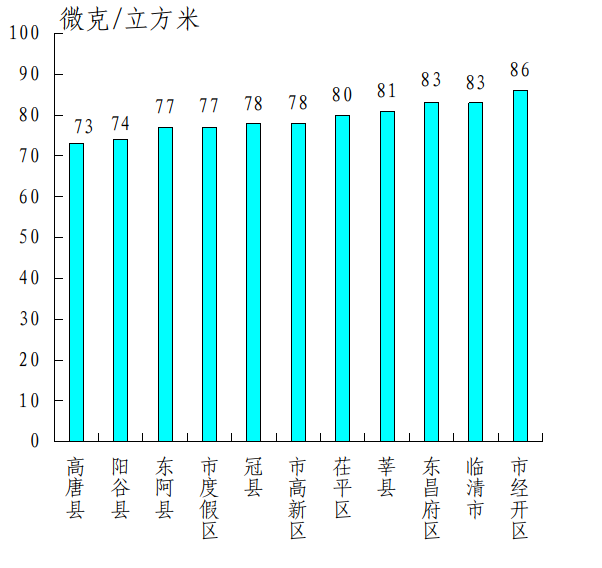 微克/立方米
100
90
80
70
60
50
40
30
20
10
0
73
74
77
77
78
78
80
81
83
83
86
高唐县
阳谷县
东阿县
市度假区
冠县
市高新区
茌平区
莘县
东昌府区
临清市
市经开区